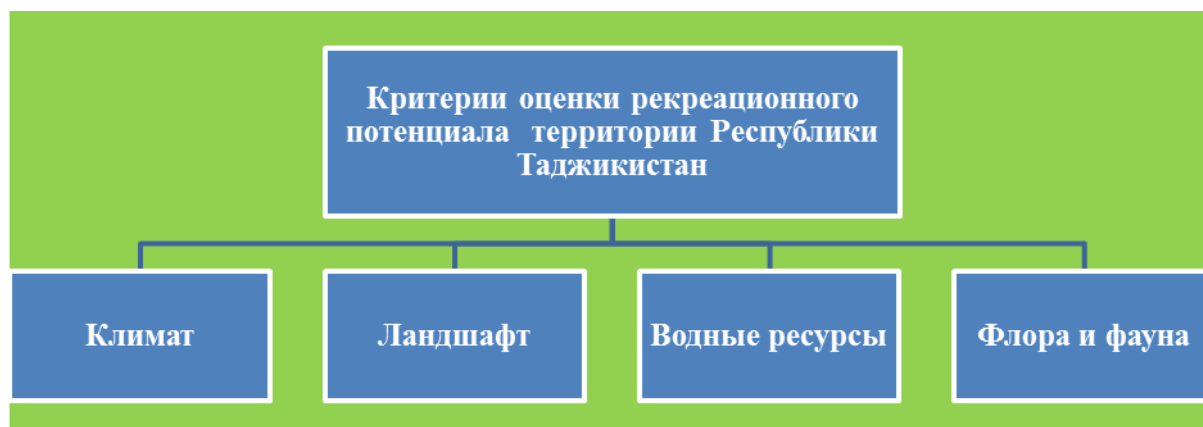 Критерии оценки рекреационного
потенциала территории Республики
Таджикистан
Климат
Ландшафт
Водные ресурсы
Флора и фауна